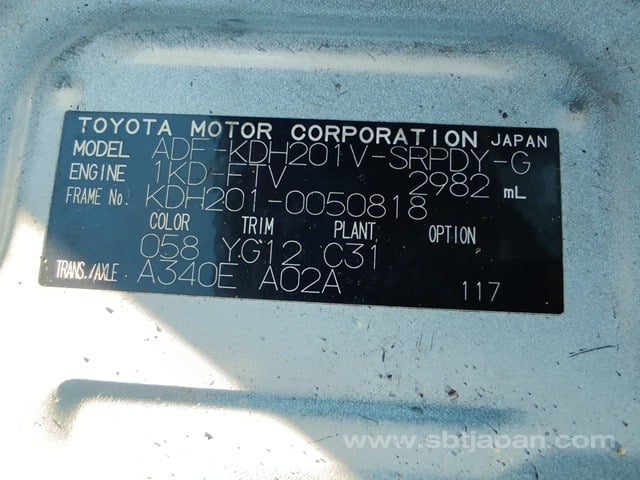 TOYOTA MOTOR CORPORATION JAPAN
MODEL ADF-KDH201V-SRPDY-G
ENGINE 1KD-FTV 2982 mL
FRAME No. KDH201-0050818
COLOR TRIM PLANT OPTION
058 YG12 C31
TRANS./AXLE A340E A02A
117
www.sbtjapan.com